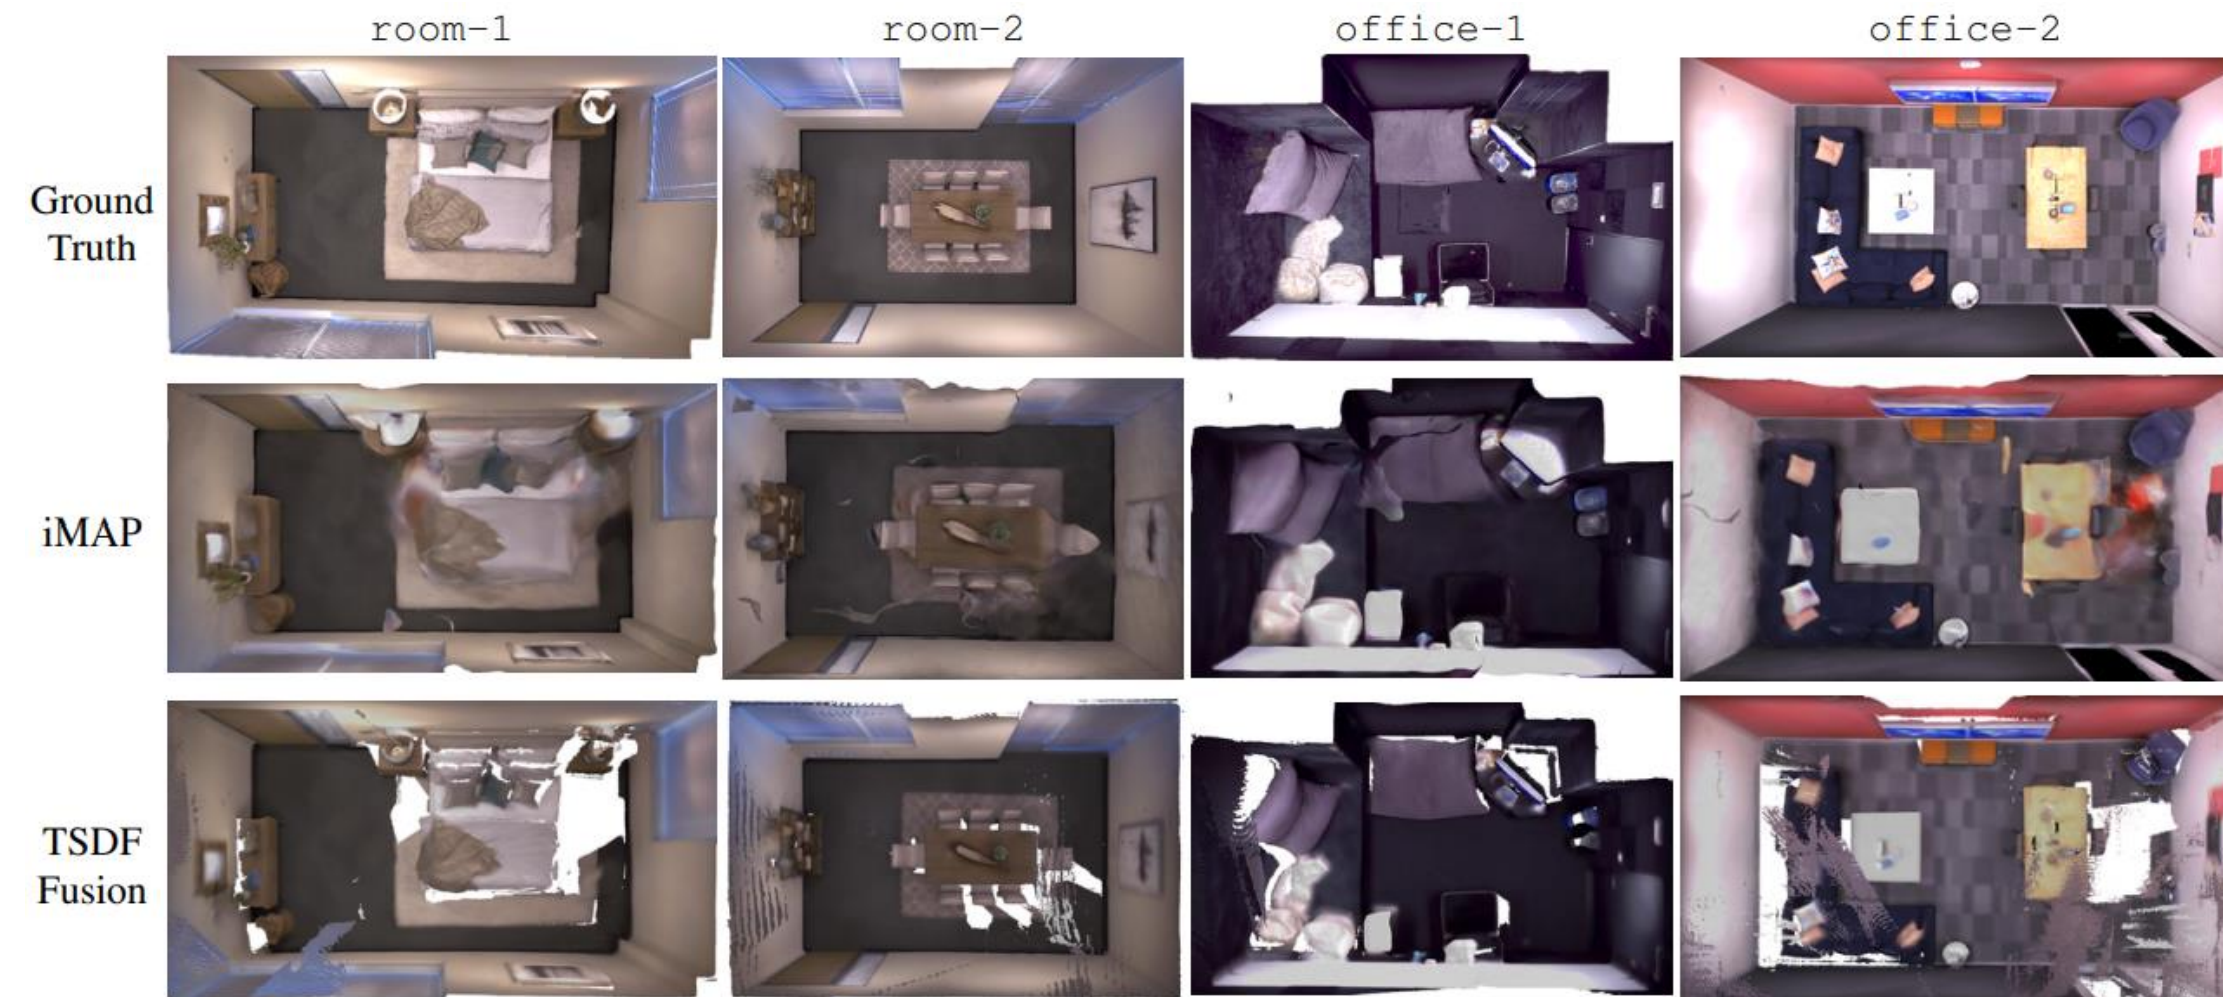 room-1
room-2
office-1
office-2
Ground
Truth
iMAP
TSDF
Fusion